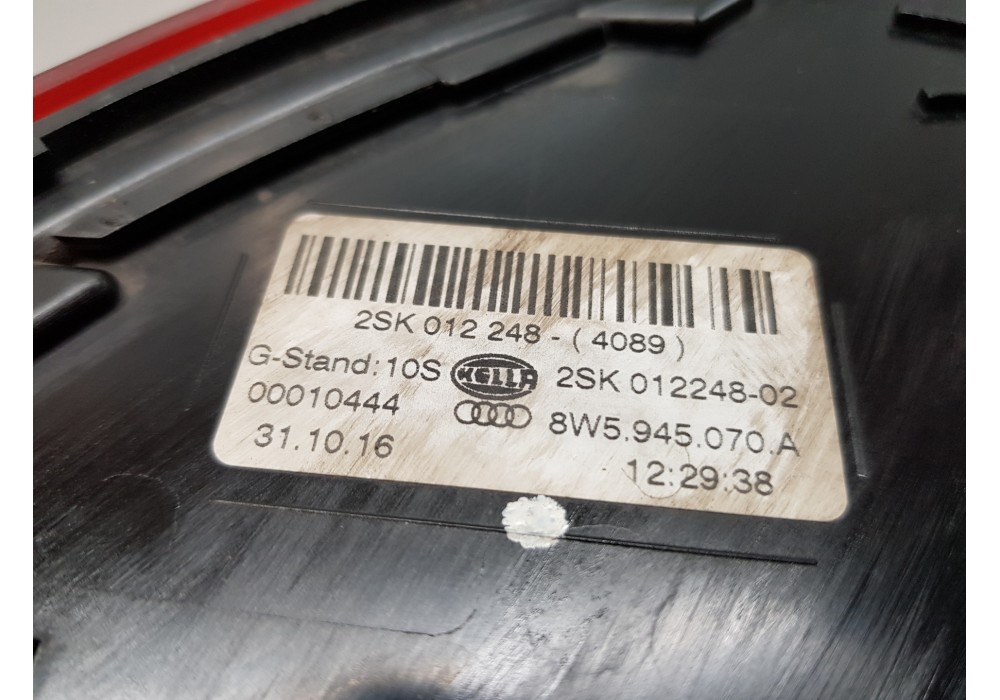 2SK 012 248 - ( 4089 )
G-Stand: 10S HELLA 2SK 012248-02
00010444 8W5.945.070.A
31.10.16 12:29:38